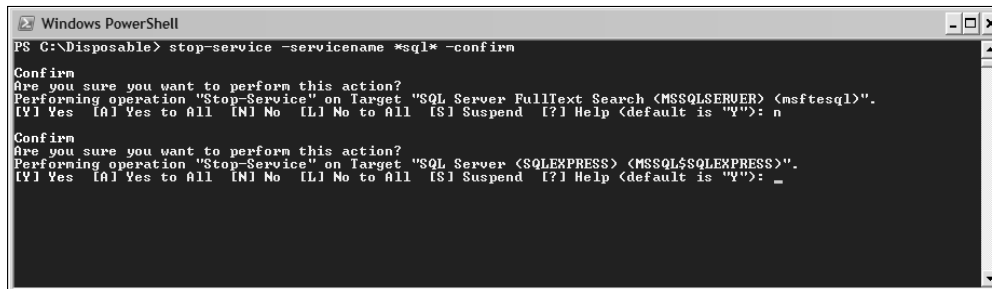 Windows PowerShell
PS C:\Disposable> stop-service -servicename *sql* -confirm
Confirm
Are you sure you want to perform this action?
Performing operation "Stop-Service" on Target "SQL Server FullText Search (MSSQLSERVER) (msftesql)".
[Y] Yes  [A] Yes to All  [N] No  [L] No to All  [S] Suspend  [?] Help (default is "Y"): n
Confirm
Are you sure you want to perform this action?
Performing operation "Stop-Service" on Target "SQL Server (SQLEXPRESS) (MSSQL$SQLEXPRESS)".
[Y] Yes  [A] Yes to All  [N] No  [L] No to All  [S] Suspend  [?] Help (default is "Y"): _